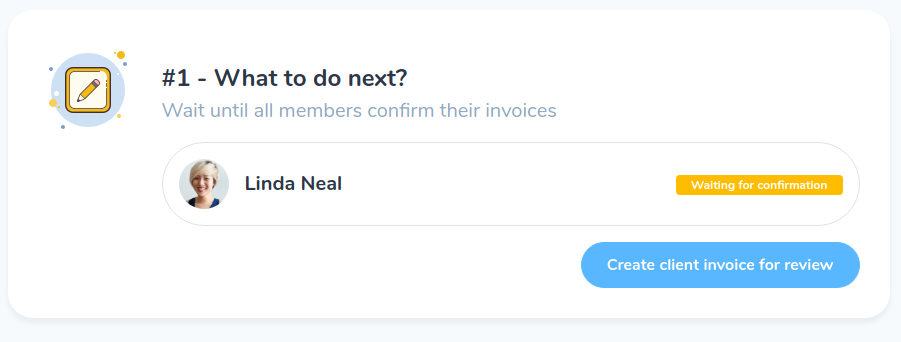 #1 - What to do next?
Wait until all members confirm their invoices
Linda Neal
Waiting for confirmation
Create client invoice for review